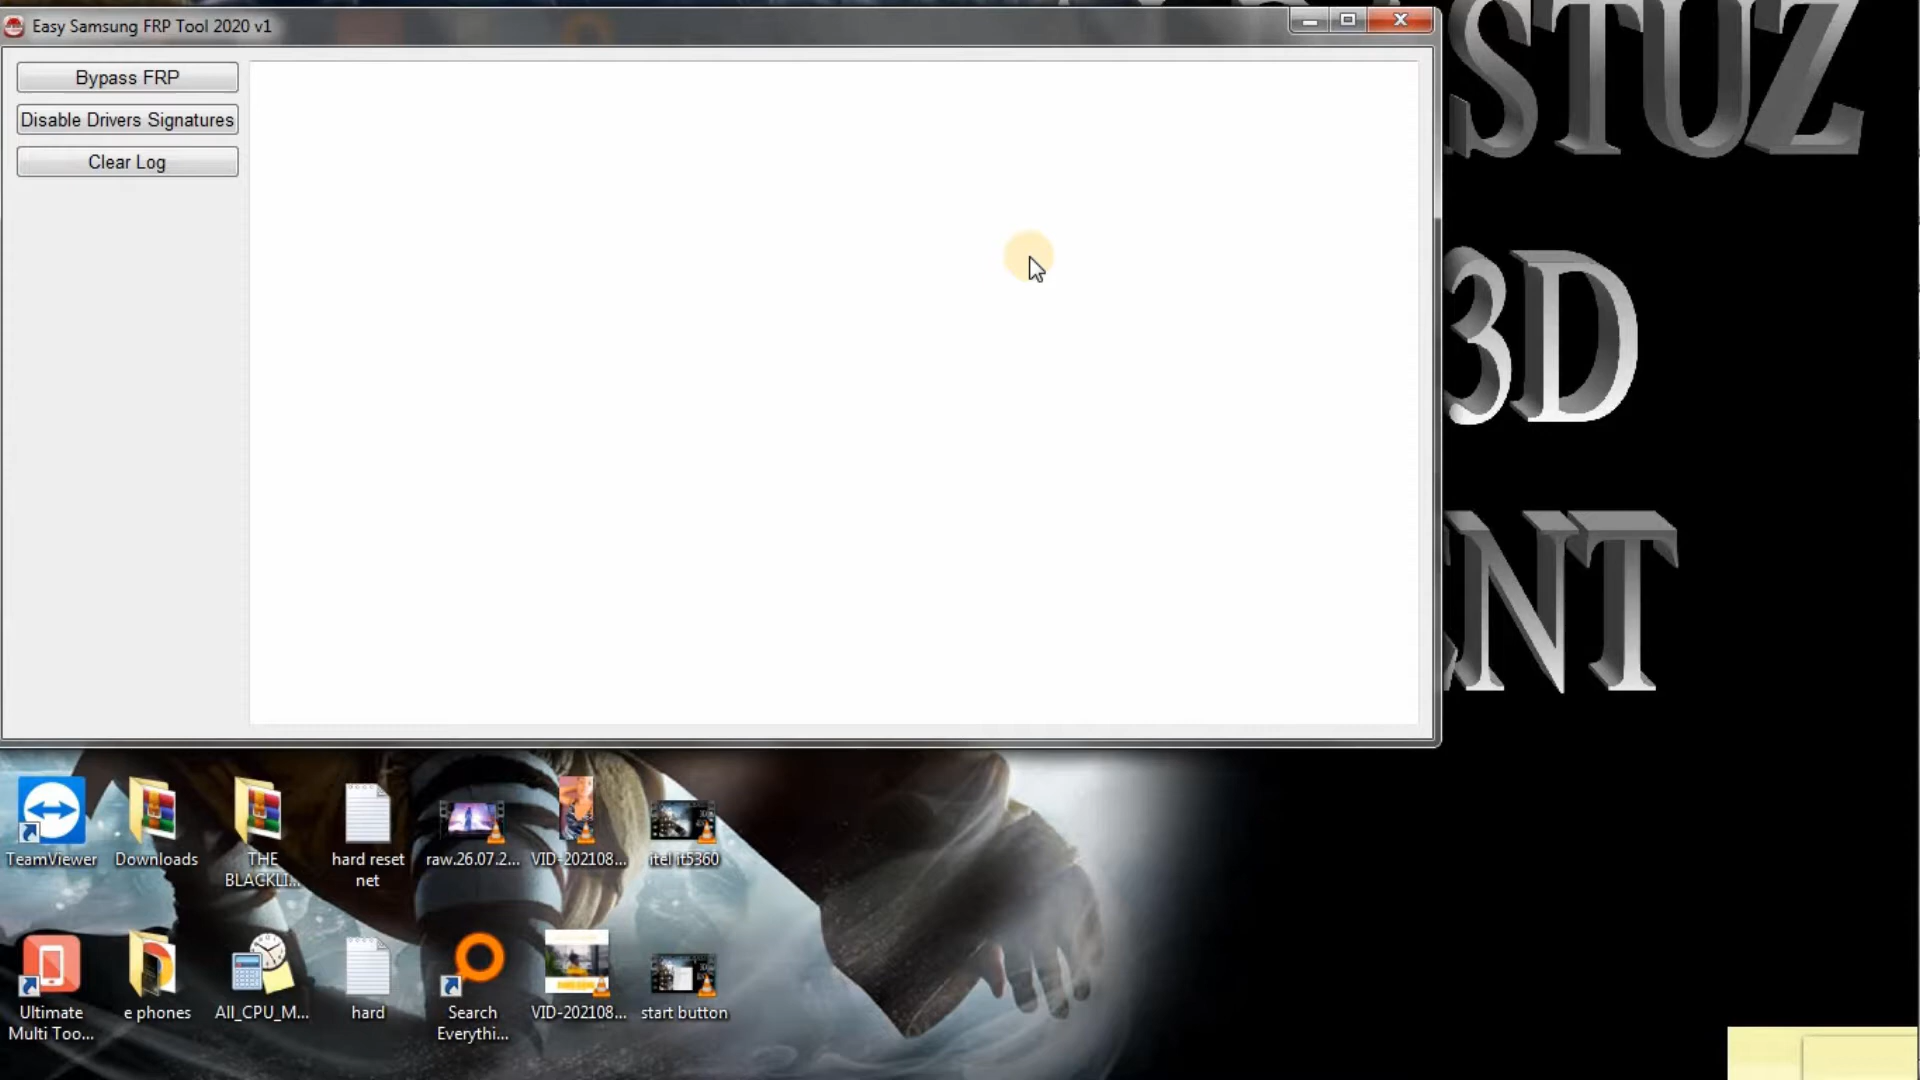 Easy Samsung FRP Tool 2020 v1
Bypass FRP
Disable Drivers Signatures
Clear Log
STUZ
3D
ENT
TeamViewer
Downloads
THE
BLACKLI...
hard reset
net
raw.26.07.2...
VID-202108...
itel it5360
Ultimate
Multi Too...
e phones
All_CPU_M...
hard
Search
Everythi...
VID-202108...
start button